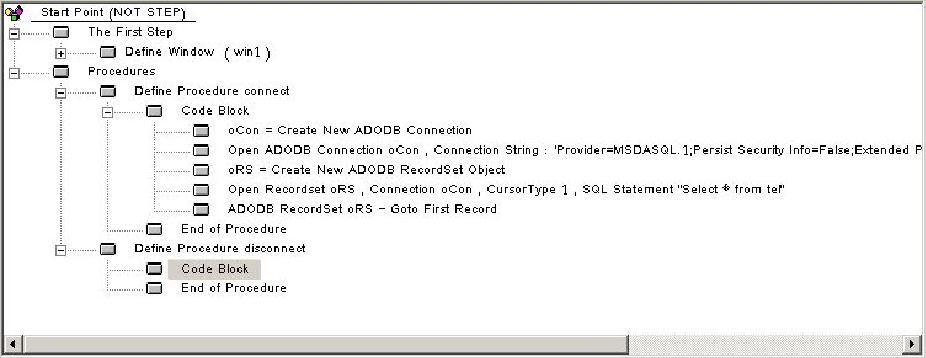 Start Point (NOT STEP)
The First Step
Define Window ( win1 )
Procedures
Define Procedure connect
Code Block
oCon = Create New ADODB Connection
Open ADODB Connection oCon , Connection String : "Provider=MSDASQL.1;Persist Security Info=False;Extended P
oRS = Create New ADODB RecordSet Object
Open Recordset oRS , Connection oCon , CursorType 1 , SQL Statement "Select * from tel"
ADODB RecordSet oRS - Goto First Record
End of Procedure
Define Procedure disconnect
Code Block
End of Procedure